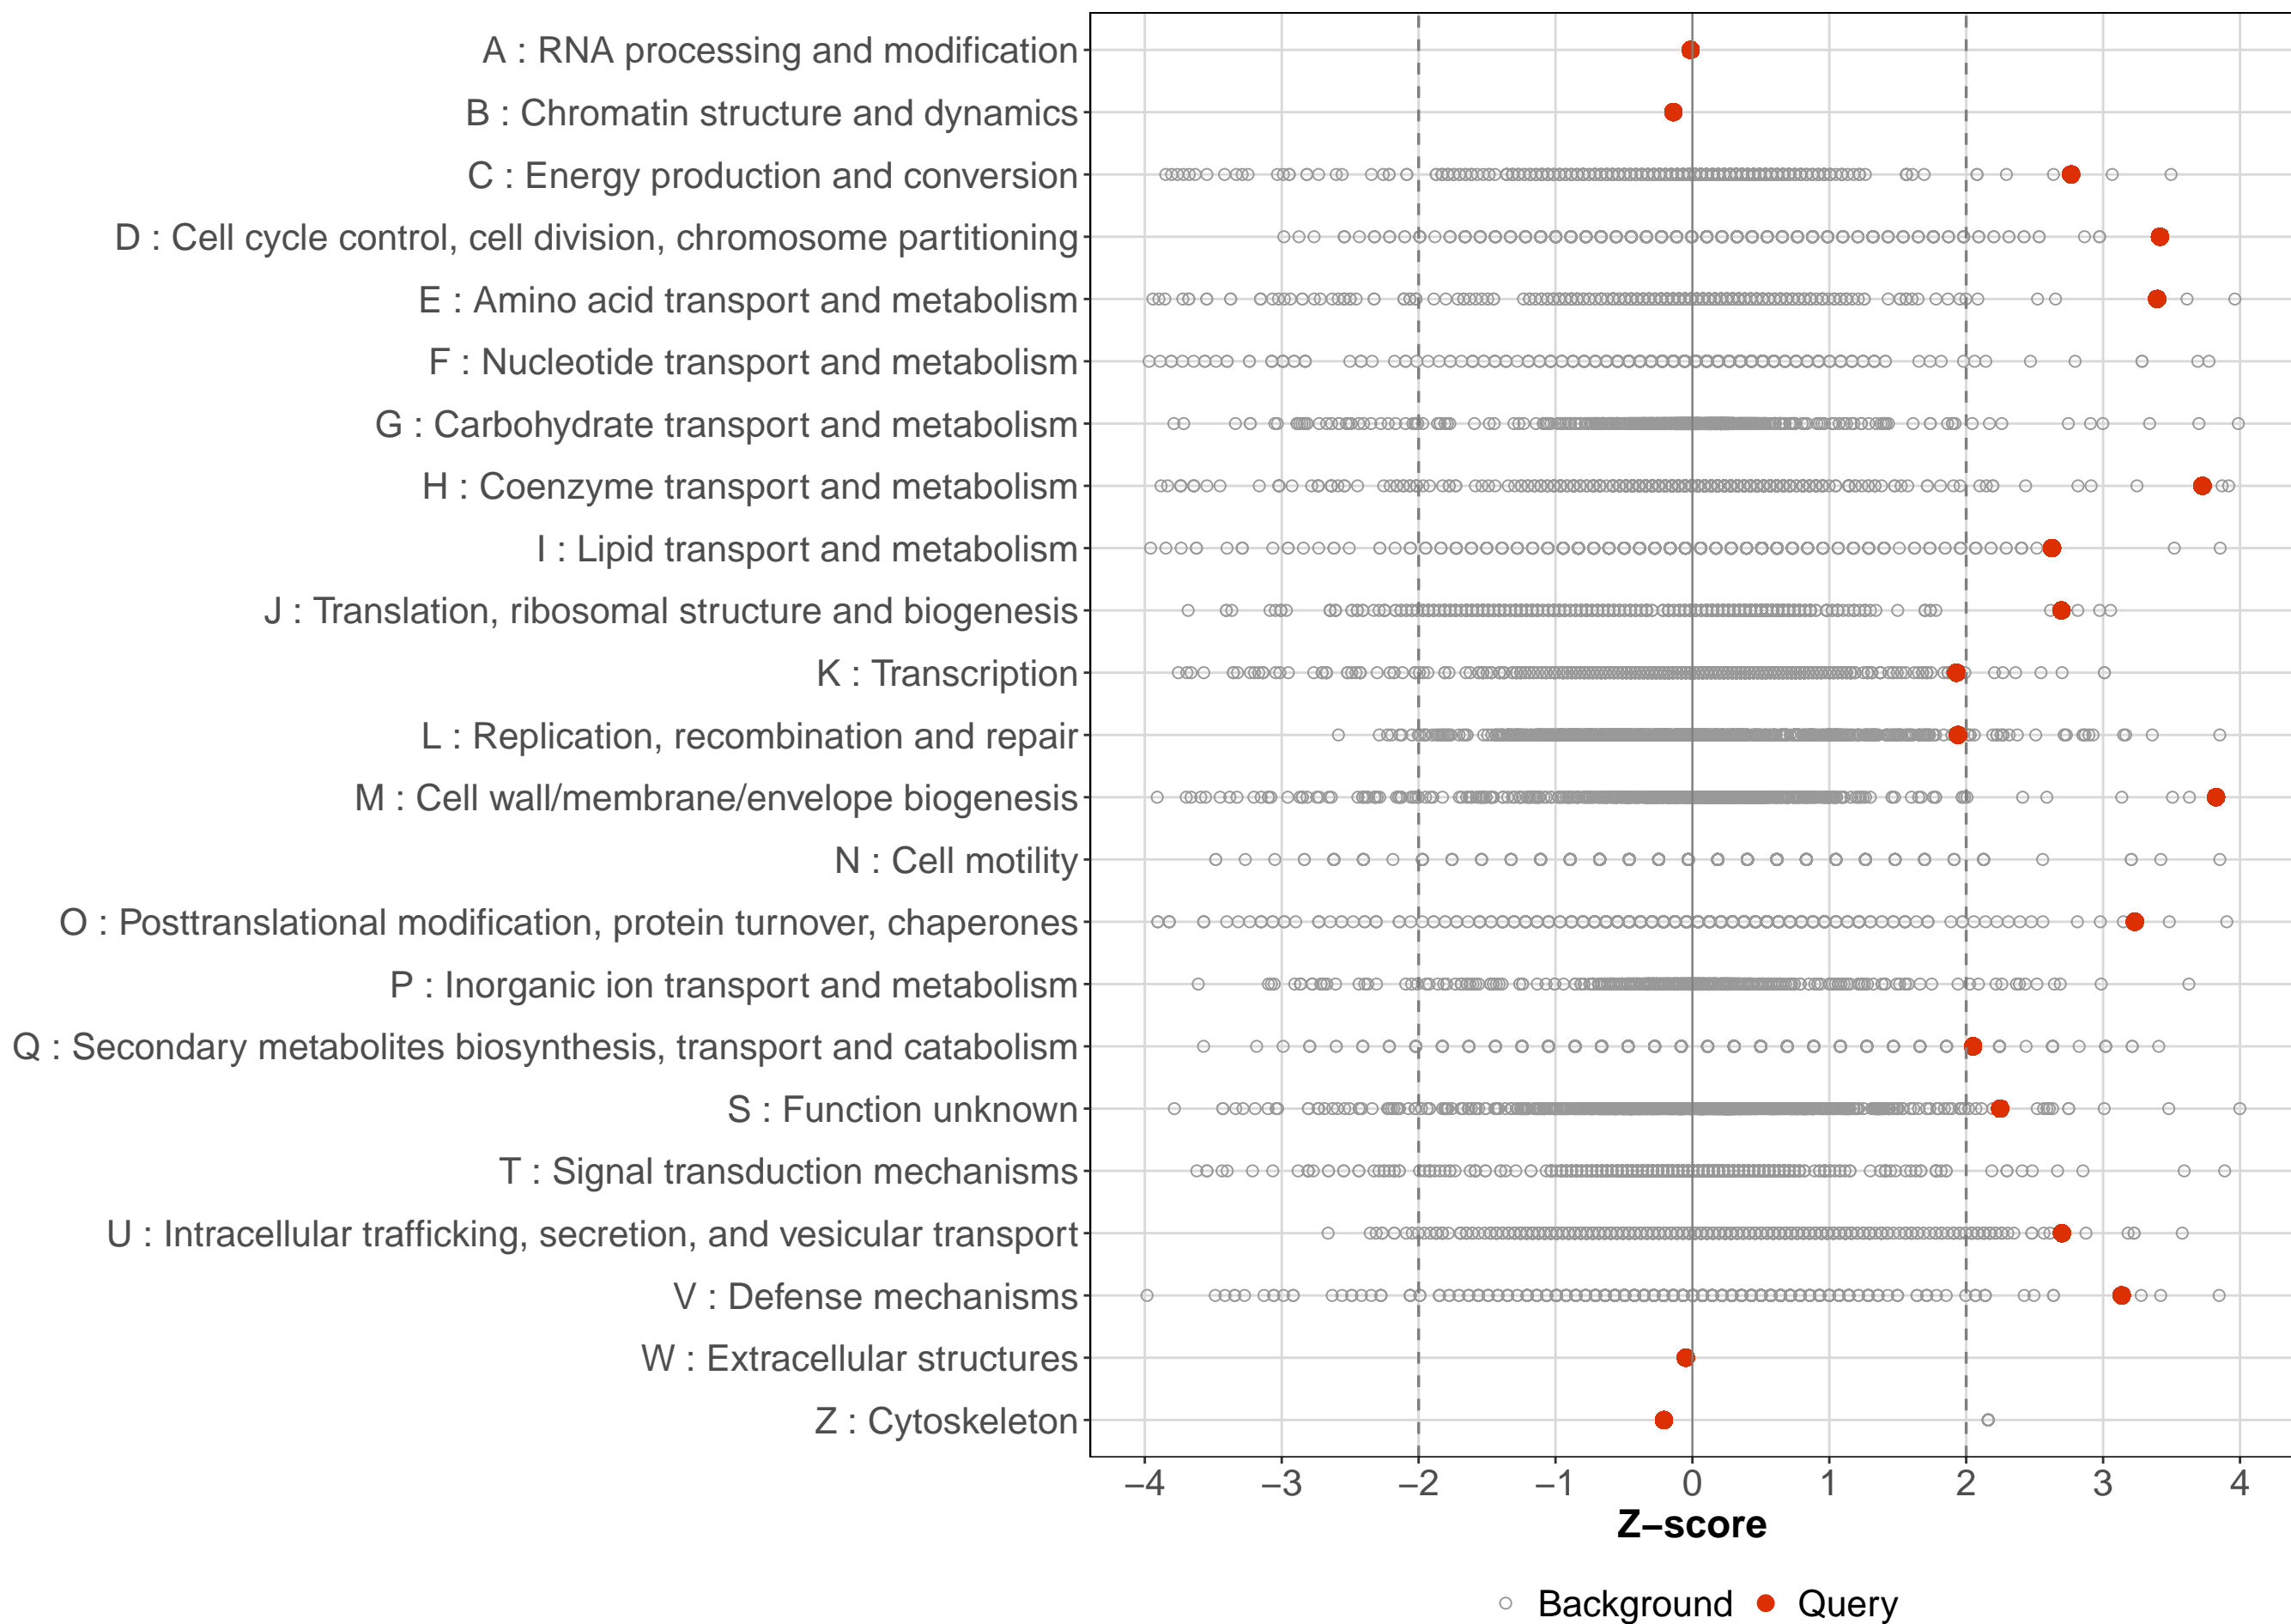 A : RNA processing and modification
B : Chromatin structure and dynamics
C : Energy production and conversion
D : Cell cycle control, cell division, chromosome partitioning
E : Amino acid transport and metabolism
F : Nucleotide transport and metabolism
G : Carbohydrate transport and metabolism
H : Coenzyme transport and metabolism
I : Lipid transport and metabolism
J : Translation, ribosomal structure and biogenesis
K : Transcription
L : Replication, recombination and repair
M : Cell wall/membrane/envelope biogenesis
N : Cell motility
O : Posttranslational modification, protein turnover, chaperones
P : Inorganic ion transport and metabolism
Q : Secondary metabolites biosynthesis, transport and catabolism
S : Function unknown
T : Signal transduction mechanisms
U : Intracellular trafficking, secretion, and vesicular transport
V : Defense mechanisms
W : Extracellular structures
Z : Cytoskeleton
−4 −3 −2 −1 0 1 2 3 4
Z−score
Background Query